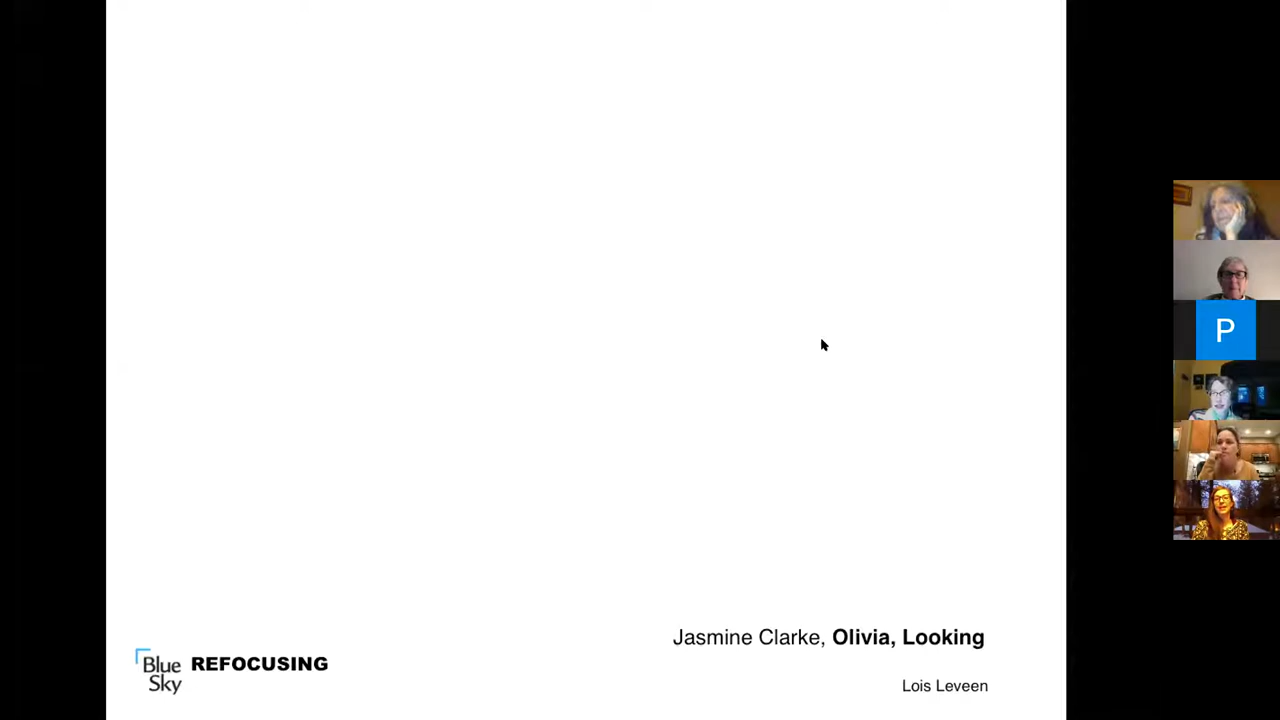 P
Jasmine Clarke, Olivia, Looking
Blue
Sky
REFOCUSING
Lois Leveen